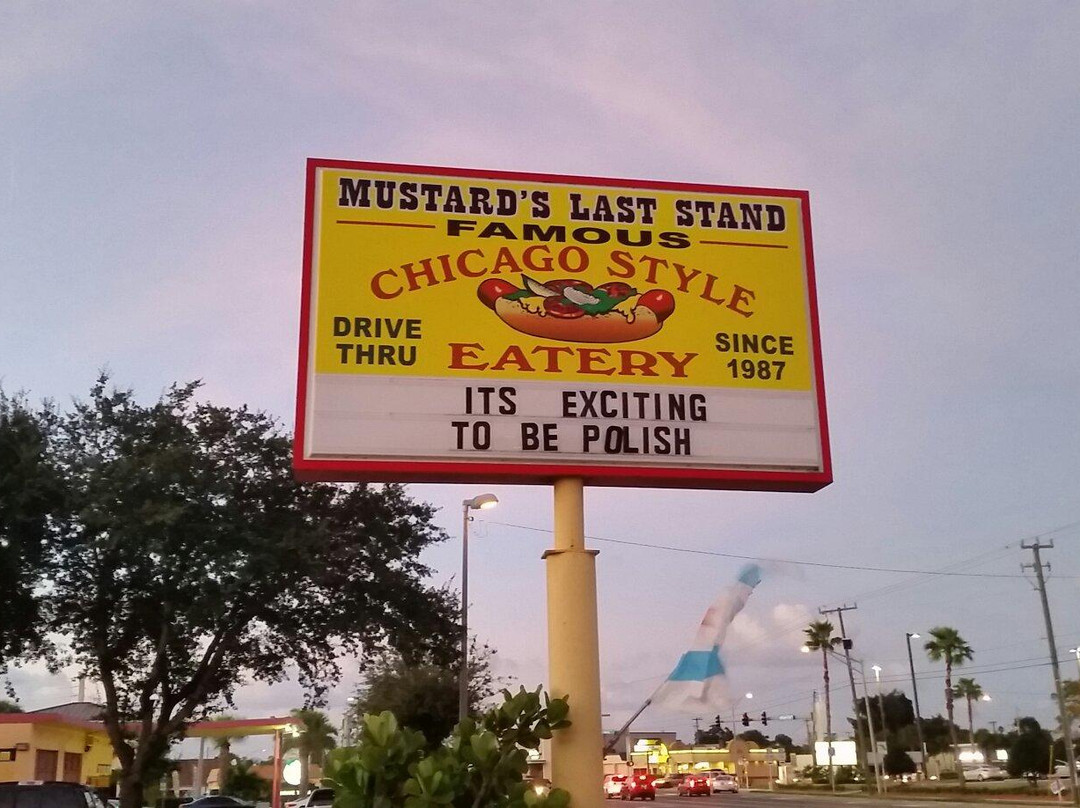 MUSTARD'S LAST STAND
FAMOUS
CHICAGO STYLE
DRIVE THRU
EATERY
SINCE 1987
ITS EXCITING
TO BE POLISH